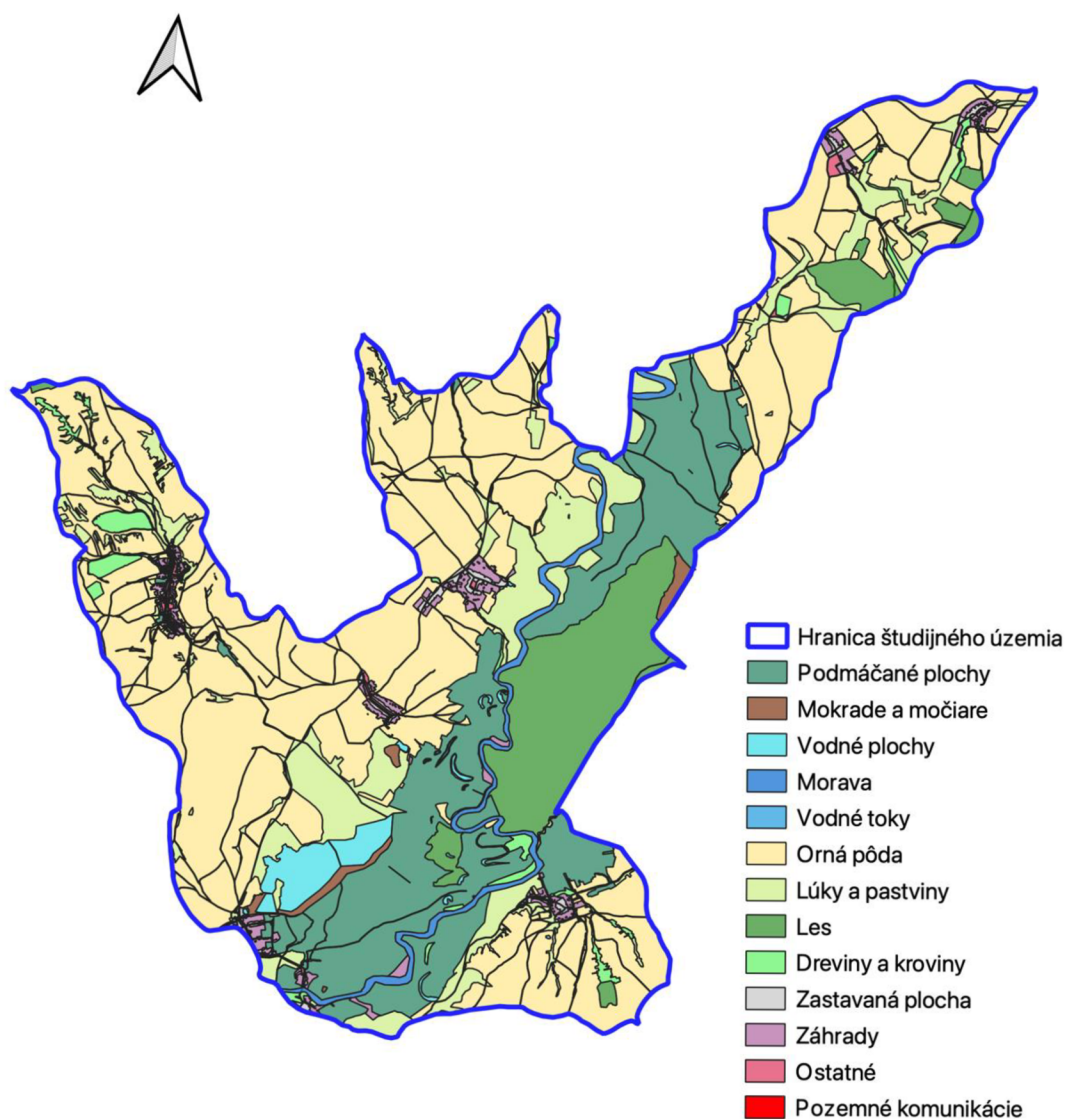 Hranica študijného územia
Podmáčané plochy
Mokrade a močiare
Vodné plochy
Morava
Vodné toky
Orná pôda
Lúky a pastviny
Les
Dreviny a kroviny
Zastavaná plocha
Záhrady
Ostatné
Pozemné komunikácie